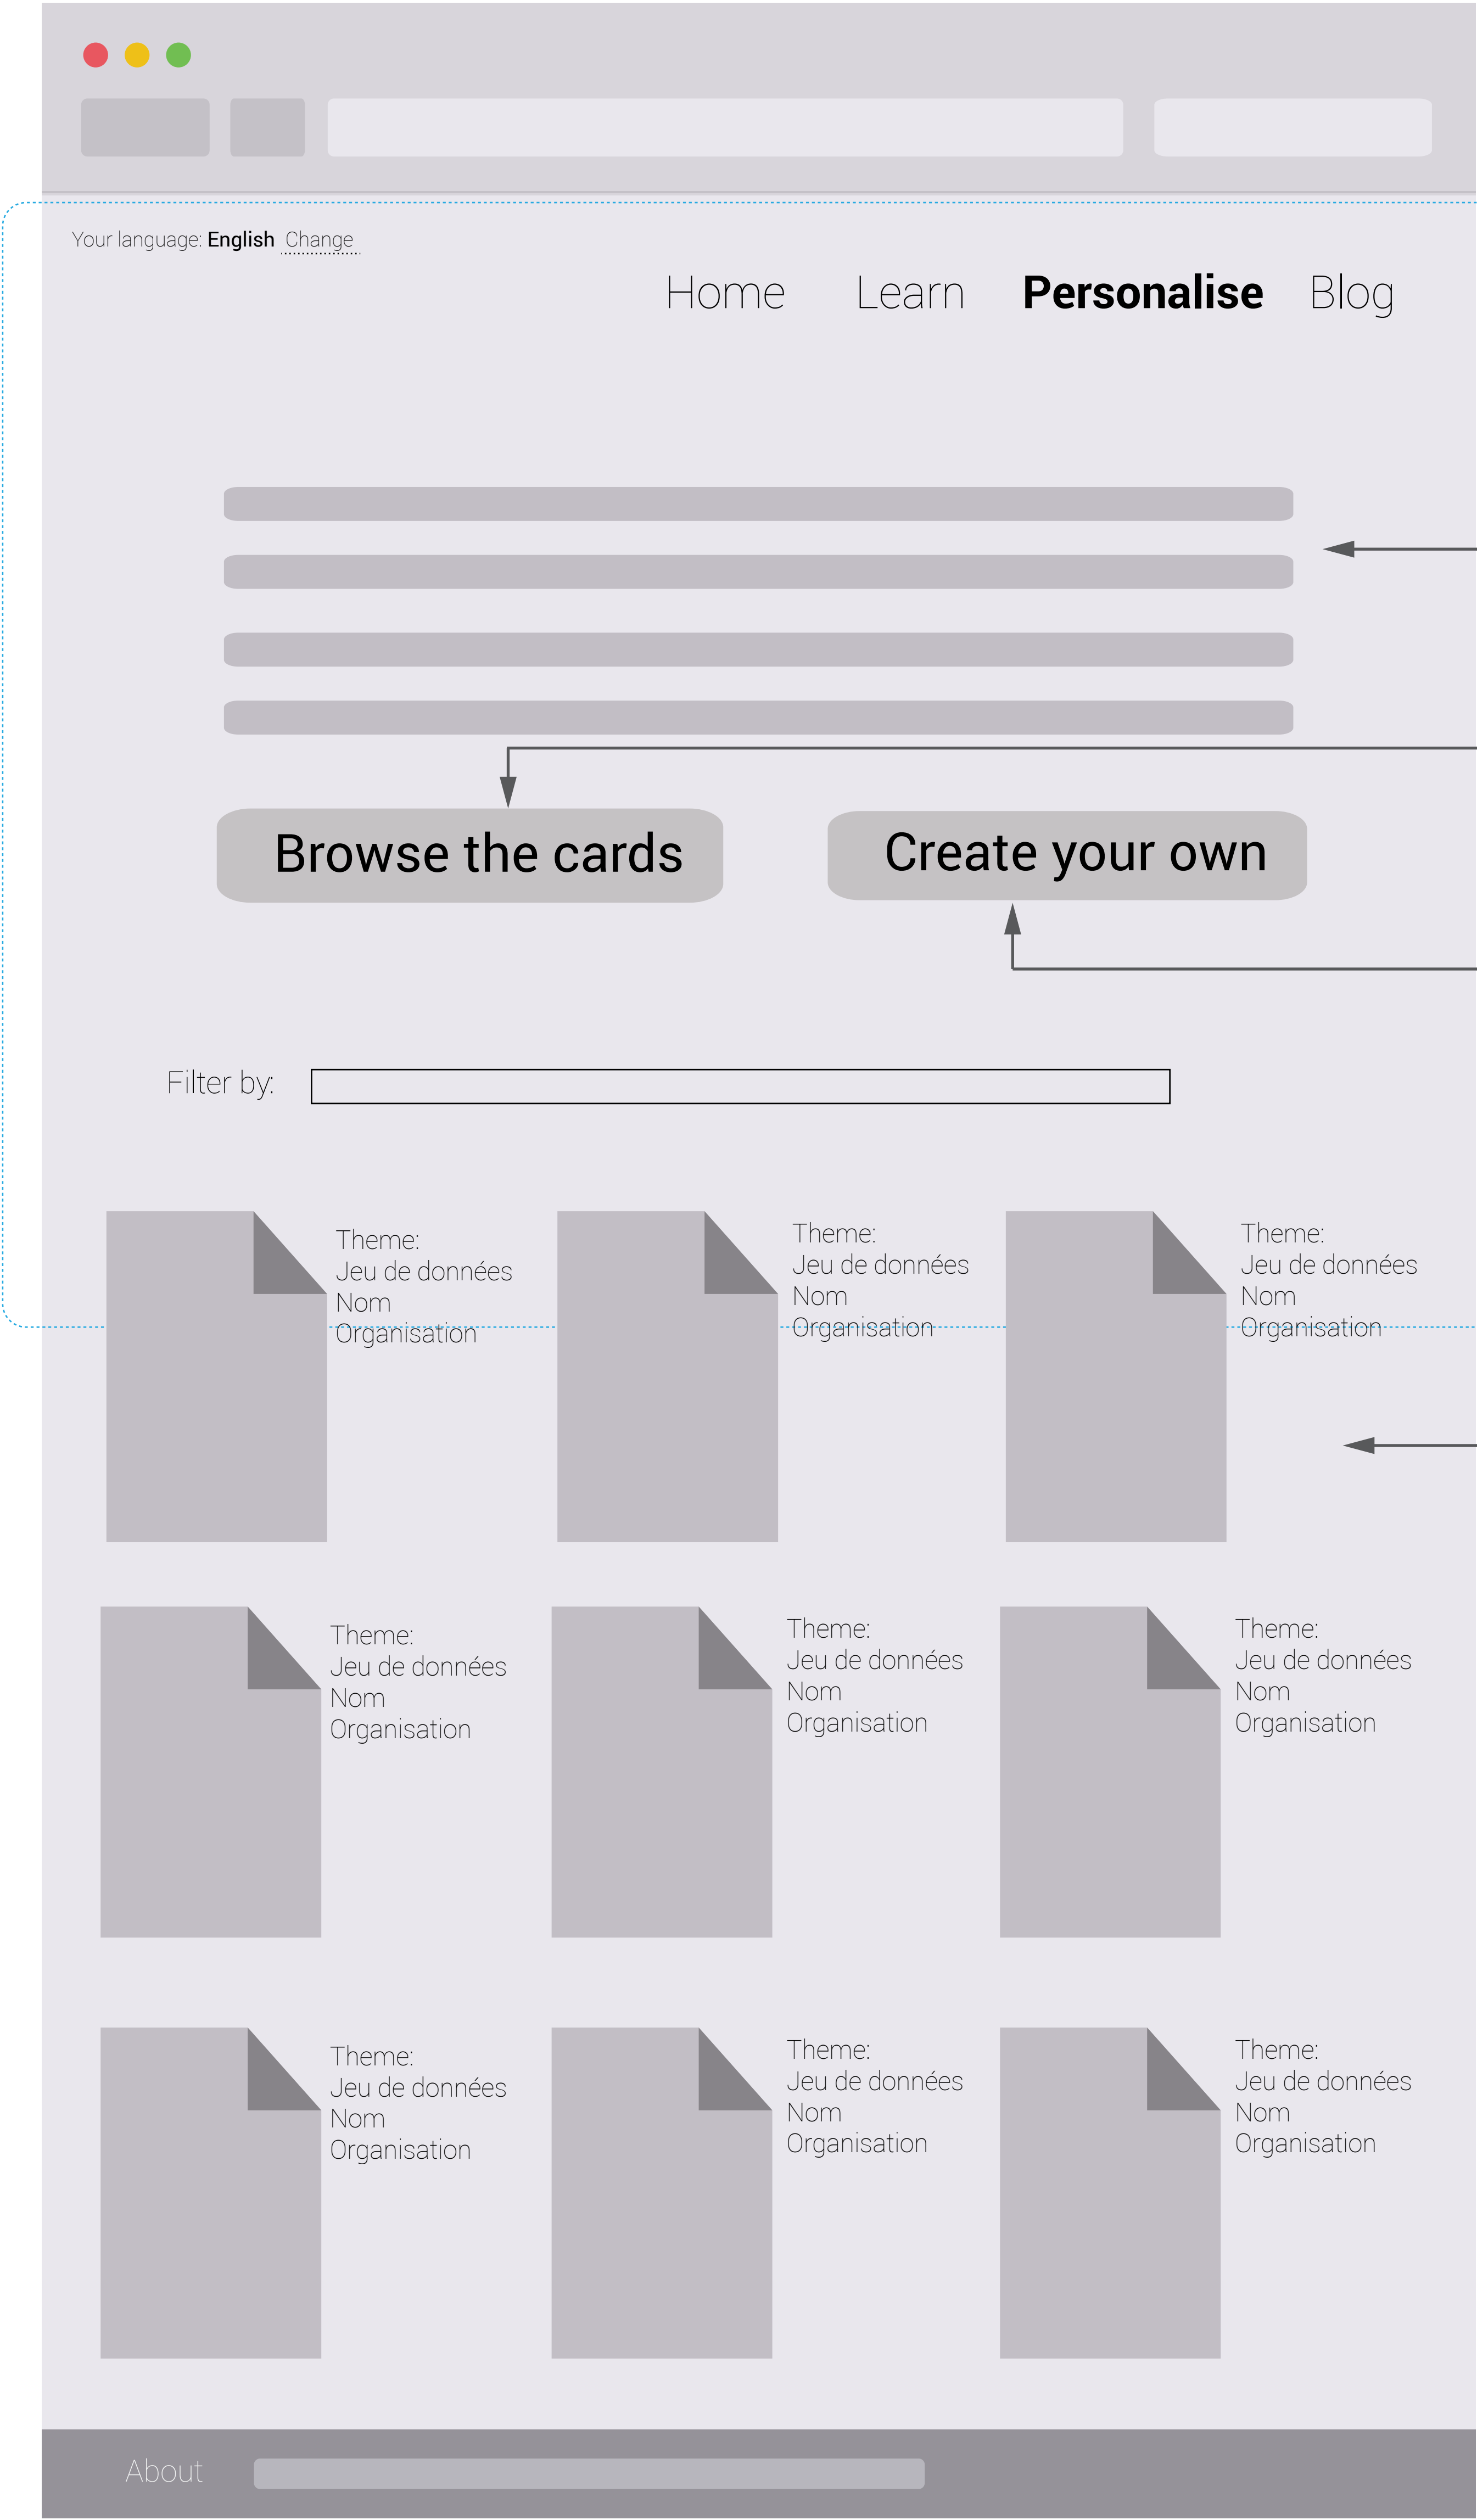 Your language: English Change
Home Learn Personalise Blog
Browse the cards
Create your own
Filter by:
Theme:
Jeu de données
Nom
Organisation
Theme:
Jeu de données
Nom
Organisation
Theme:
Jeu de données
Nom
Organisation
Theme:
Jeu de données
Nom
Organisation
Theme:
Jeu de données
Nom
Organisation
Theme:
Jeu de données
Nom
Organisation
Theme:
Jeu de données
Nom
Organisation
Theme:
Jeu de données
Nom
Organisation
Theme:
Jeu de données
Nom
Organisation
About